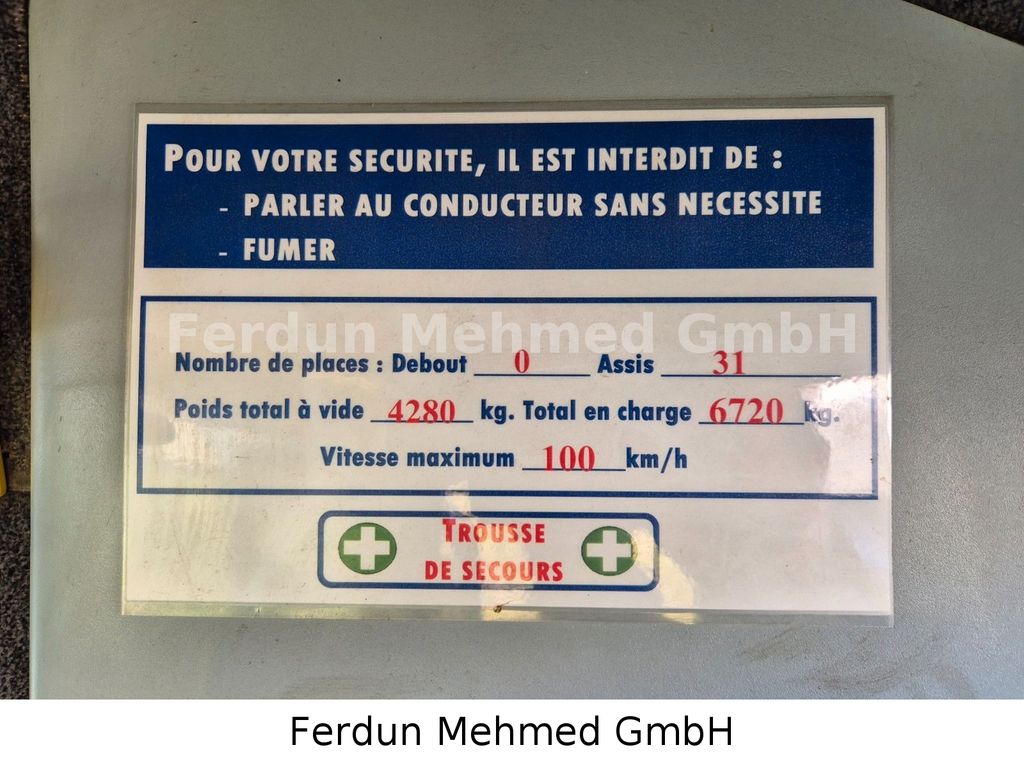 POUR VOTRE SECURITE, IL EST INTERDIT DE :
- PARLER AU CONDUCTEUR SANS NECESSITE
- FUMER
Ferdun Mehmed GmbH
Nombre de places : Debout 0 Assis 31
Poids total à vide 4280 kg. Total en charge 6720 kg.
Vitesse maximum 100 km/h
TROUSSE
DE SECOURS
Ferdun Mehmed GmbH